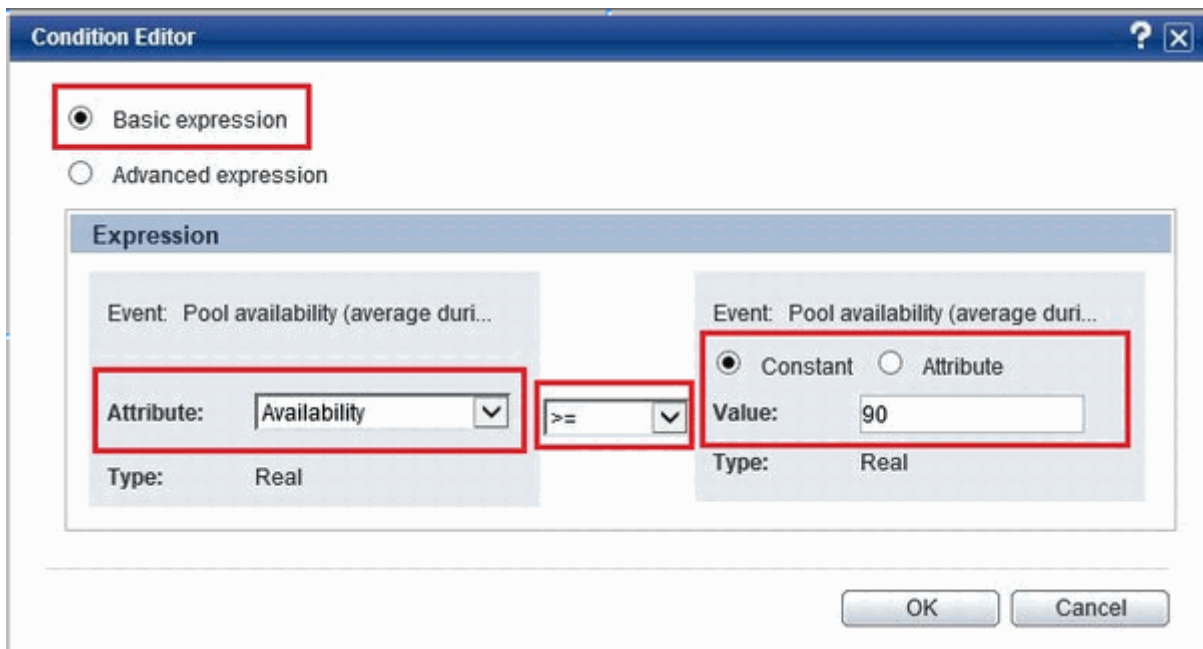 Condition Editor ?
Basic expression
Advanced expression
Expression
Event: Pool availability (average duri...
Attribute: Availability
Type: Real
>=
Event: Pool availability (average duri...
Constant Attribute
Value: 90
Type: Real
OK Cancel